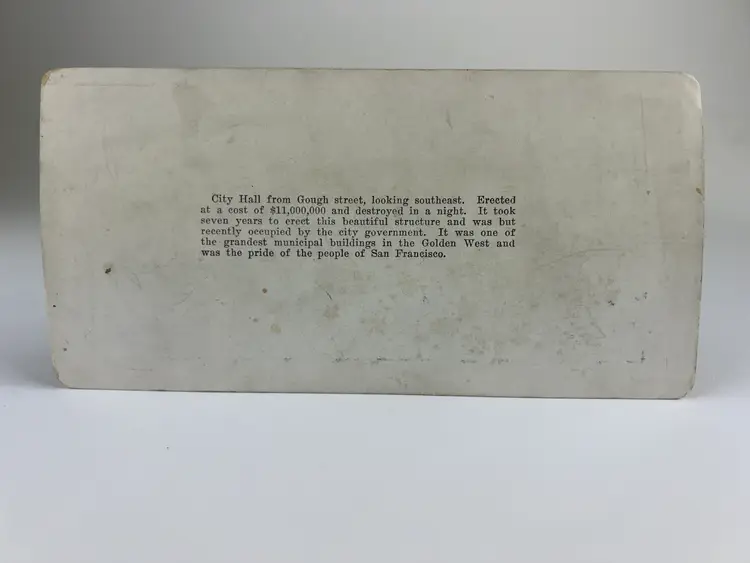 City Hall from Gough street, looking southeast. Erected
at a cost of $11,000,000 and destroyed in a night. It took
seven years to erect this beautiful structure and was but
recently occupied by the city government. It was one of
the grandest municipal buildings in the Golden West and
was the pride of the people of San Francisco.